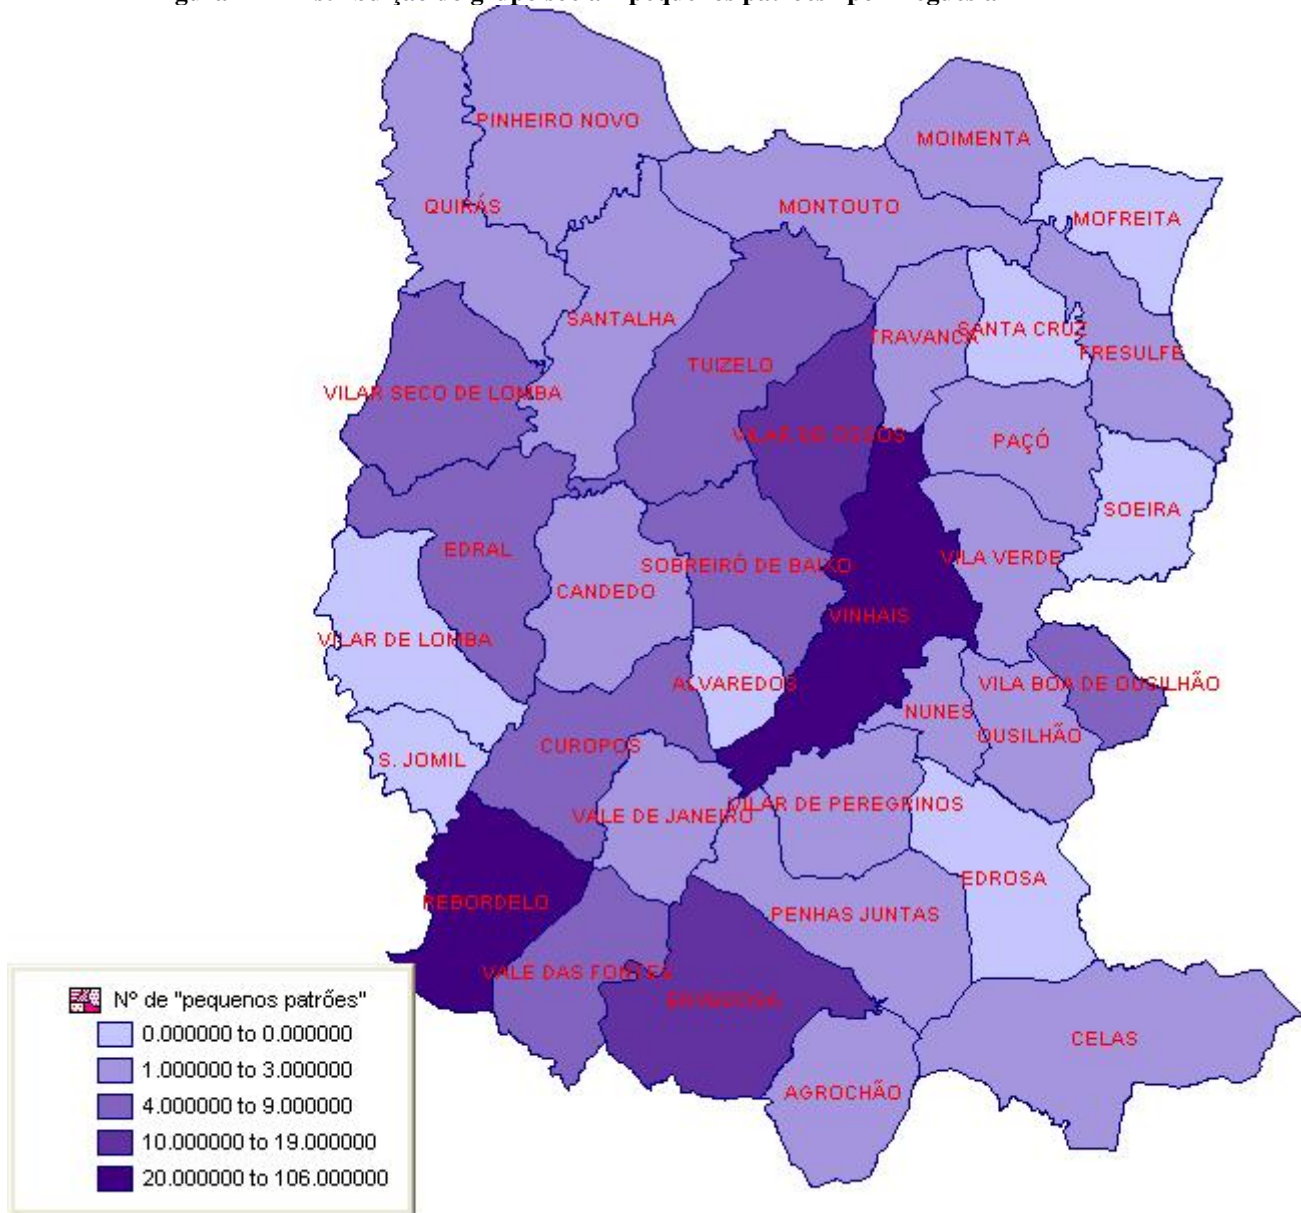 PINHEIRO NOVO
MOIMENTA
QUIRÁS
MONTOUTO
MOFREITA
SANTALHA
TRAVANCA
SANTA CRUZ
FRESULFE
TUIZELO
VILAR SECO DE LOMBA
VILAR DE OSSOS
PAÇÓ
SOEIRA
EDRAL
SOBREIRÓ DE BAIXO
VILA VERDE
CANDEDO
VINHAIS
VILAR DE LOMBA
ALVAREDOS
VILA BOA DE OUSILHÃO
NUNES
OUSILHÃO
CUROPOS
S. JOMIL
VALE DE JANEIRO
VILAR DE PEREGRINOS
EDROSA
REBORDELO
PENHAS JUNTAS
VALE DAS FONTES
ERVEDOSA
CELAS
AGROCHÃO
Nº de "pequenos patrões"
0.000000 to 0.000000
1.000000 to 3.000000
4.000000 to 9.000000
10.000000 to 19.000000
20.000000 to 106.000000